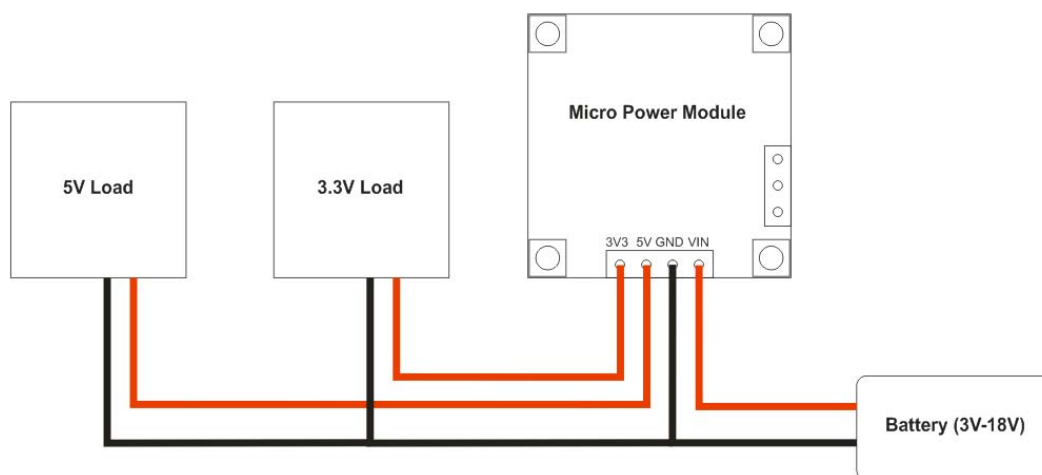 Micro Power Module
5V Load
3.3V Load
3V3 5V GND VIN
Battery (3V-18V)